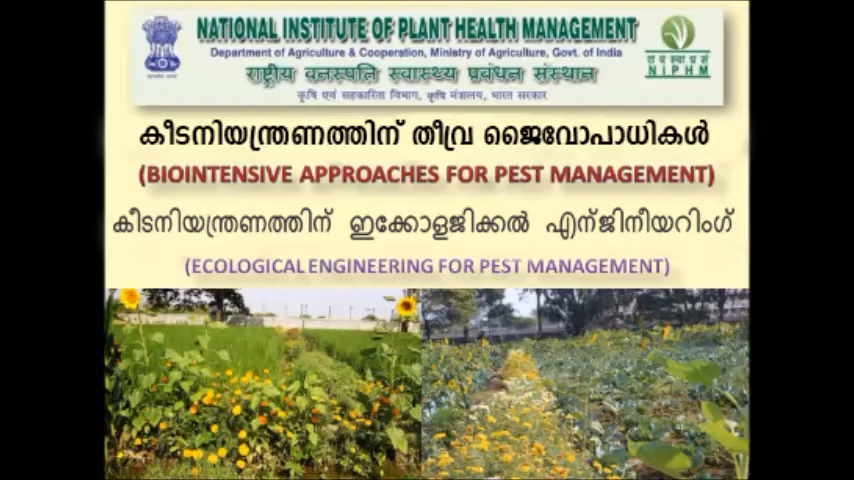 NATIONAL INSTITUTE OF PLANT HEALTH MANAGEMENT
Department of Agriculture & Cooperation, Ministry of Agriculture, Govt. of India
राष्ट्रीय वनस्पति स्वास्थ्य प्रबंधन संस्थान
कृषि एवं सहकारिता विभाग, कृषि मंत्रालय, भारत सरकार
NIPHM
കീടനിയന്ത്രണത്തിന് തീവ്ര ജൈവോപാധികൾ
(BIOINTENSIVE APPROACHES FOR PEST MANAGEMENT)
കീടനിയന്ത്രണത്തിന് ഇക്കോളജിക്കൽ എന്ജിനീയറിംഗ്
(ECOLOGICAL ENGINEERING FOR PEST MANAGEMENT)